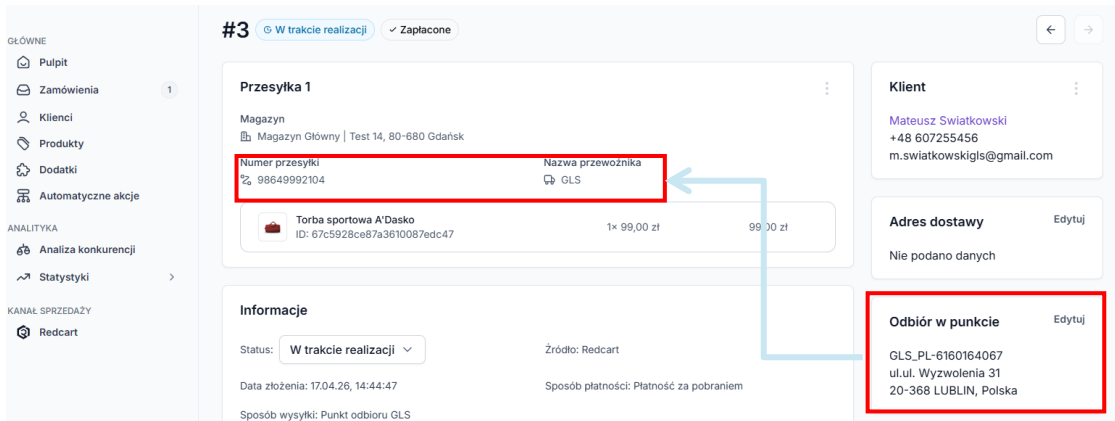 GŁÓWNE
Pulpit
Zamówienia 1
Klienci
Produkty
Dodatki
Automatyczne akcje
ANALITYKA
Analiza konkurencji
Statystyki
KANAŁ SPRZEDAŻY
Redcart
#3 W trakcie realizacji Zapłacone
Przesyłka 1
Magazyn
Magazyn Główny | Test 14, 80-680 Gdańsk
Numer przesyłki Nazwa przewoźnika
98649992104 GLS
Torba sportowa A'Dasko
ID: 67c5928ce87a3610087edc47
1× 99,00 zł 99,00 zł
Informacje
Status: W trakcie realizacji Źródło: Redcart
Data złożenia: 17.04.26, 14:44:47 Sposób płatności: Płatność za pobraniem
Sposób wysyłki: Punkt odbioru GLS
Klient
Mateusz Swiatkowski
+48 607255456
m.swiatkowskigls@gmail.com
Adres dostawy Edytuj
Nie podano danych
Odbiór w punkcie Edytuj
GLS_PL-6160164067
ul.ul. Wyzwolenia 31
20-368 LUBLIN, Polska